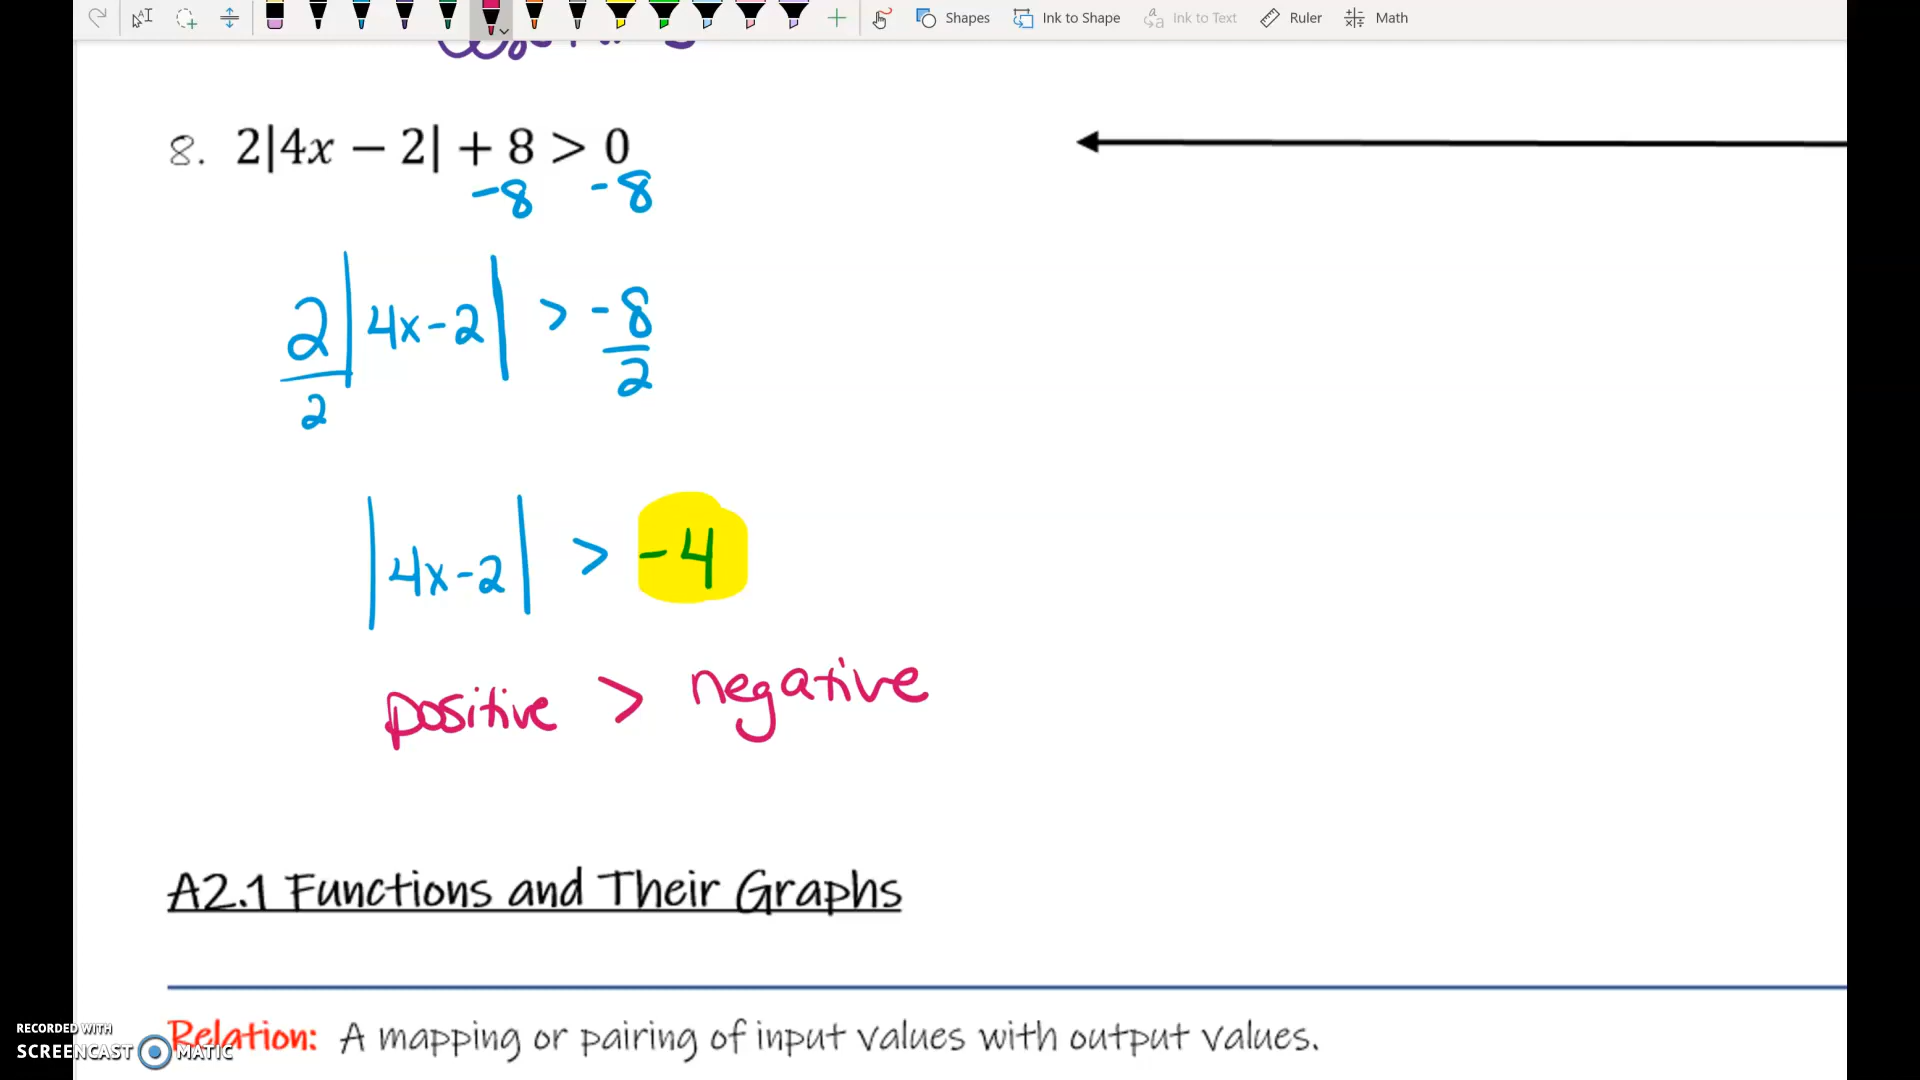 Shapes Ink to Shape Ink to Text Ruler Math
8. 2|4x − 2| + 8 > 0
-8 -8
2|4x-2| > -8
2 2
|4x-2| > -4
positive > negative
A2.1 Functions and Their Graphs
Relation: A mapping or pairing of input values with output values.
RECORDED WITH
SCREENCAST MATIC